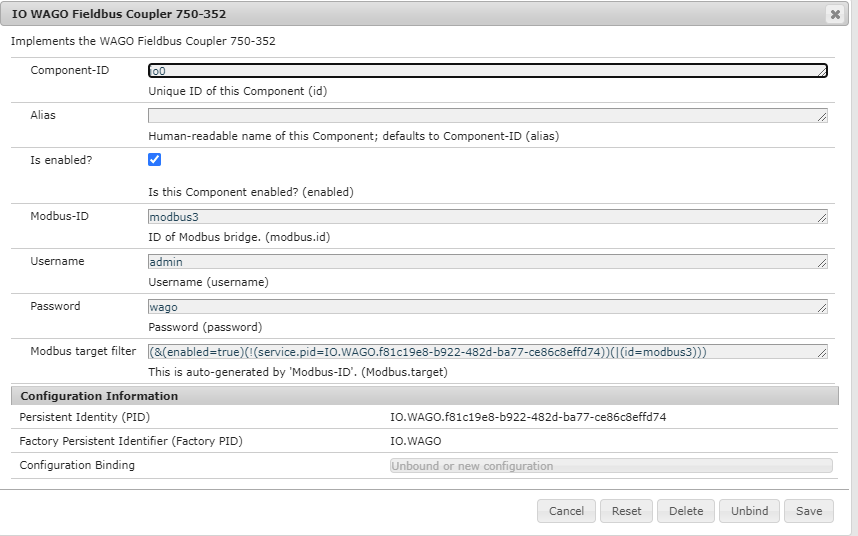 IO WAGO Fieldbus Coupler 750-352
Implements the WAGO Fieldbus Coupler 750-352
Component-ID
io0
Unique ID of this Component (id)
Alias
Human-readable name of this Component; defaults to Component-ID (alias)
Is enabled?
Is this Component enabled? (enabled)
Modbus-ID
modbus3
ID of Modbus bridge. (modbus.id)
Username
admin
Username (username)
Password
wago
Password (password)
Modbus target filter
(&(enabled=true)(!(service.pid=IO.WAGO.f81c19e8-b922-482d-ba77-ce86c8effd74))(|(id=modbus3)))
This is auto-generated by 'Modbus-ID'. (Modbus.target)
Configuration Information
Persistent Identity (PID) IO.WAGO.f81c19e8-b922-482d-ba77-ce86c8effd74
Factory Persistent Identifier (Factory PID) IO.WAGO
Configuration Binding Unbound or new configuration
Cancel Reset Delete Unbind Save